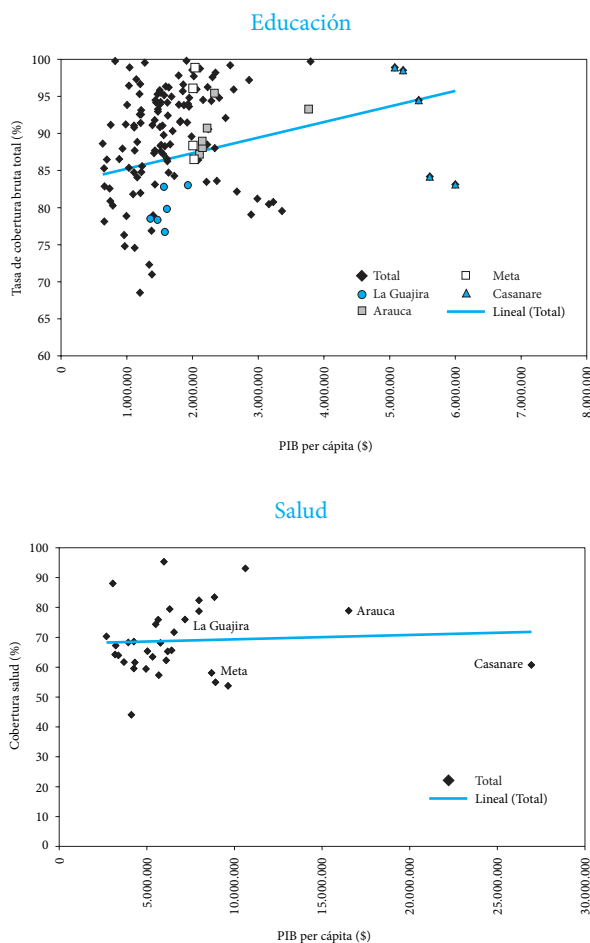 Educación
Tasa de cobertura bruta total (%)
100
95
90
85
80
75
70
65
60
Total
Meta
La Guajira
Casanare
Arauca
Lineal (Total)
0
1.000.000
2.000.000
3.000.000
4.000.000
5.000.000
6.000.000
7.000.000
8.000.000
PIB per cápita ($)
Salud
Cobertura salud (%)
100
90
80
70
60
50
40
30
20
10
0
La Guajira
Arauca
Meta
Casanare
Total
Lineal (Total)
0
5.000.000
10.000.000
15.000.000
20.000.000
25.000.000
30.000.000
PIB per cápita ($)